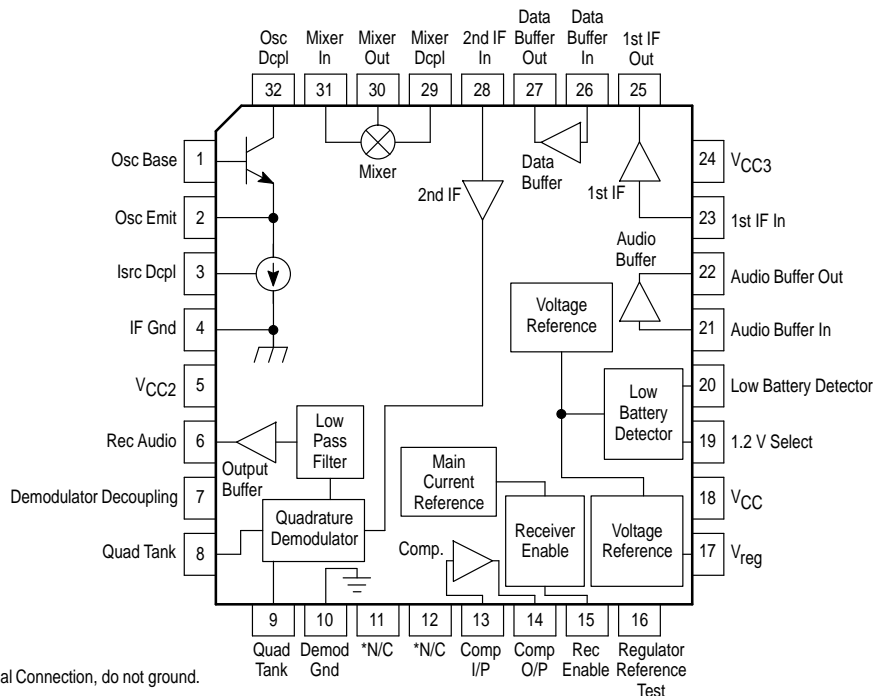 Osc
Dcpl
Mixer
In
Mixer
Out
Mixer
Dcpl
2nd IF
In
Data
Buffer
Out
Data
Buffer
In
1st IF
Out
32
31
30
29
28
27
26
25
Osc Base
1
Osc Emit
2
Isrc Dcpl
3
IF Gnd
4
VCC2
5
Rec Audio
6
Demodulator Decoupling
7
Quad Tank
8
Mixer
2nd IF
Data
Buffer
1st IF
Audio
Buffer
Voltage
Reference
Low
Battery
Detector
Low
Pass
Filter
Output
Buffer
Quadrature
Demodulator
Main
Current
Reference
Comp.
Receiver
Enable
Voltage
Reference
24
VCC3
23
1st IF In
22
Audio Buffer Out
21
Audio Buffer In
20
Low Battery Detector
19
1.2 V Select
18
VCC
17
Vreg
9
10
11
12
13
14
15
16
Quad
Tank
Demod
Gnd
*N/C
*N/C
Comp
I/P
Comp
O/P
Rec
Enable
Regulator
Reference
Test
al Connection, do not ground.